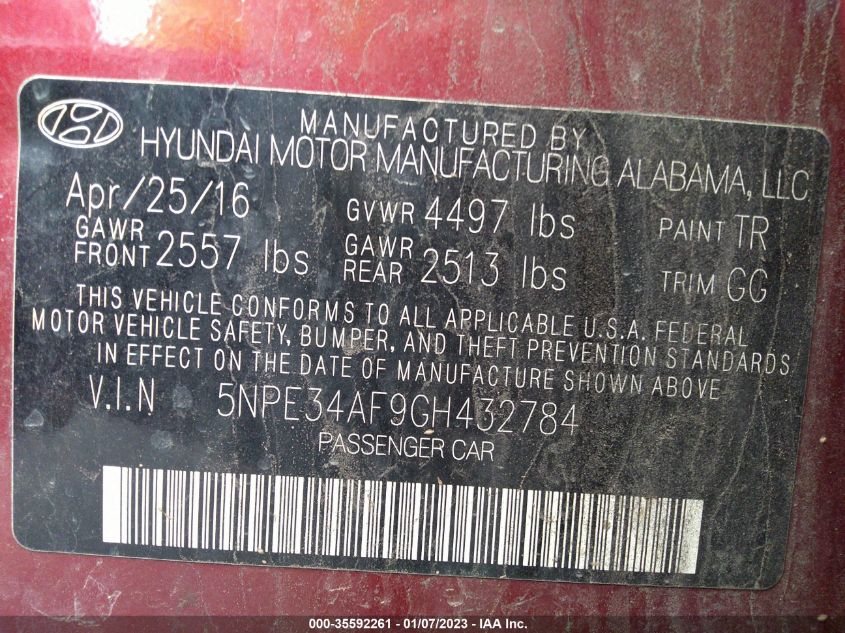 MANUFACTURED BY
HYUNDAI MOTOR MANUFACTURING ALABAMA, LLC
Apr/25/16 GVWR 4497 lbs PAINT TR
GAWR FRONT 2557 lbs GAWR REAR 2513 lbs TRIM GG
THIS VEHICLE CONFORMS TO ALL APPLICABLE U.S.A. FEDERAL
MOTOR VEHICLE SAFETY, BUMPER, AND THEFT PREVENTION STANDARDS
IN EFFECT ON THE DATE OF MANUFACTURE SHOWN ABOVE
V.I.N 5NPE34AF9GH432784
PASSENGER CAR
000-35592261 - 01/07/2023 - IAA Inc.